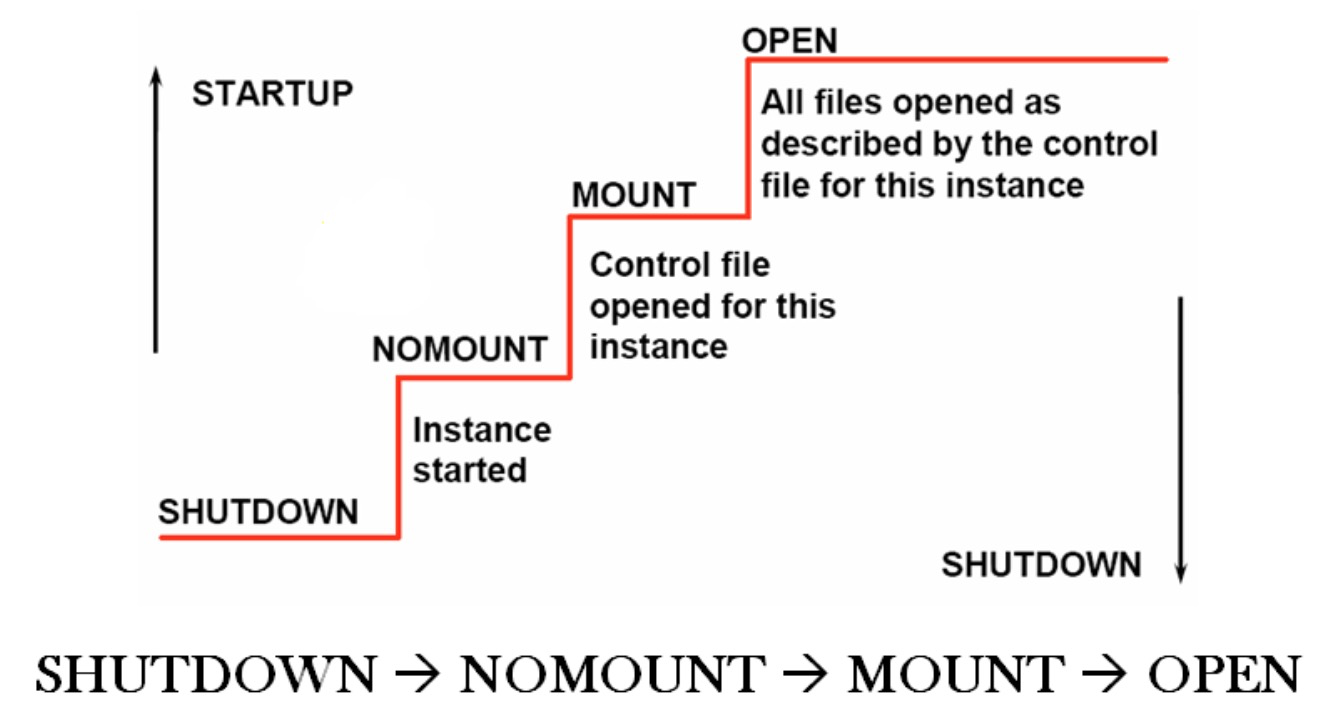 OPEN
STARTUP
All files opened as
described by the control
file for this instance
MOUNT
Control file
opened for this
instance
NOMOUNT
Instance
started
SHUTDOWN
SHUTDOWN
SHUTDOWN → NOMOUNT → MOUNT → OPEN